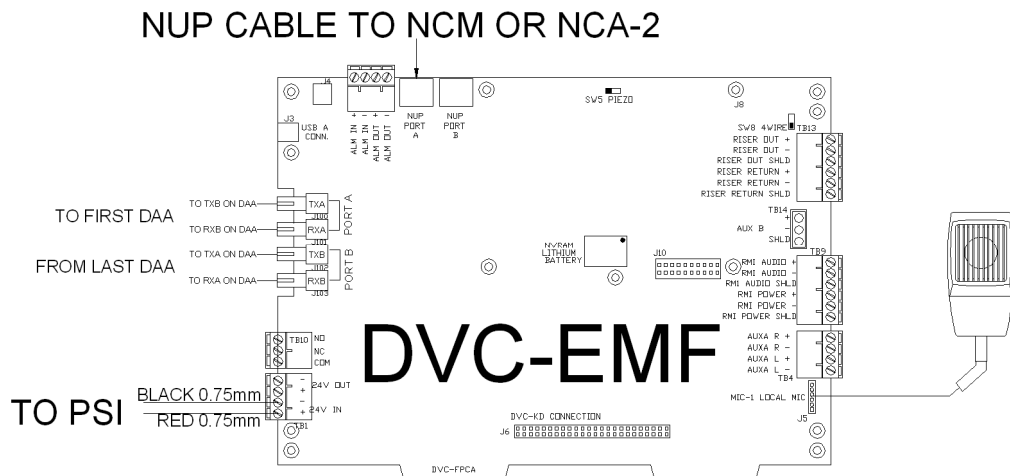 NUP CABLE TO NCM OR NCA-2
J4
J3
USB A
CONN.
ALM IN +
ALM IN -
ALM OUT +
ALM OUT -
NUP
PORT
A
NUP
PORT
B
SW5 PIEZO
J8
SW8 4WIRE
TB13
RISER OUT +
RISER OUT -
RISER OUT SHLD
RISER RETURN +
RISER RETURN -
RISER RETURN SHLD
TO FIRST DAA
TO TXB ON DAA
TXA
J100
TO RXB ON DAA
RXA
J101
PORT A
FROM LAST DAA
TO TXA ON DAA
TXB
J102
TO RXA ON DAA
RXB
J103
PORT B
TB14
+
AUX B -
SHLD
NVRAM
LITHIUM
BATTERY
J10
TB9
RMI AUDIO +
RMI AUDIO -
RMI AUDIO SHLD
RMI POWER +
RMI POWER -
RMI POWER SHLD
DVC-EMF
TB10
NO
NC
COM
AUXA R +
AUXA R -
AUXA L +
AUXA L -
TB4
TO PSI
BLACK 0.75mm
RED 0.75mm
- 24V OUT
+
-
+ 24V IN
TB1
MIC-1 LOCAL MIC
J5
DVC-KD CONNECTION
J6
DVC-FPCA